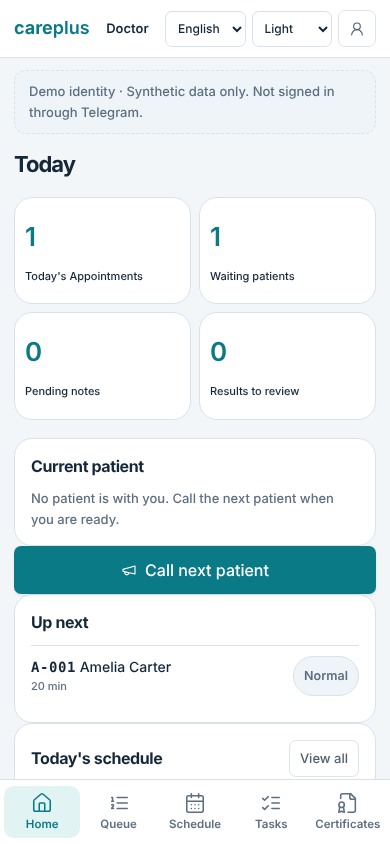 careplus Doctor English Light
Demo identity · Synthetic data only. Not signed in
through Telegram.
Today
1
Today's Appointments
1
Waiting patients
0
Pending notes
0
Results to review
Current patient
No patient is with you. Call the next patient when
you are ready.
Call next patient
Up next
A-001 Amelia Carter
20 min
Normal
Today's schedule
View all
Home
Queue
Schedule
Tasks
Certificates